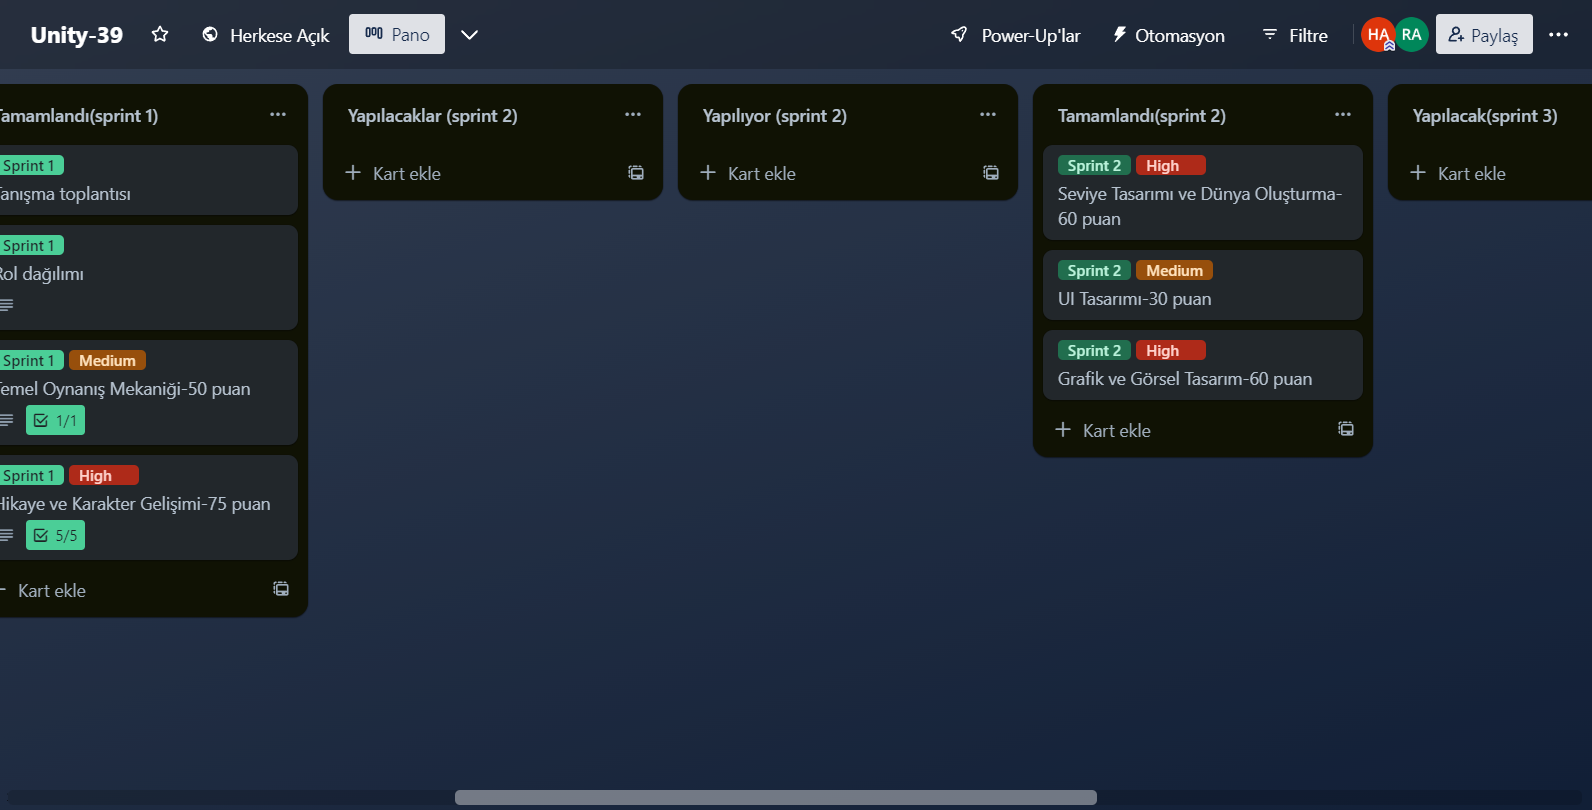 Unity-39
Herkese Açık
Pano
Power-Up'lar
Otomasyon
Filtre
HA
RA
Paylaş
Tamamlandı(sprint 1)
Sprint 1
Tanışma toplantısı
Sprint 1
Rol dağılımı
Sprint 1 Medium
Temel Oynanış Mekaniği-50 puan
1/1
Sprint 1 High
Hikaye ve Karakter Gelişimi-75 puan
5/5
Kart ekle
Yapılacaklar (sprint 2)
Kart ekle
Yapılıyor (sprint 2)
Kart ekle
Tamamlandı(sprint 2)
Sprint 2 High
Seviye Tasarımı ve Dünya Oluşturma-
60 puan
Sprint 2 Medium
UI Tasarımı-30 puan
Sprint 2 High
Grafik ve Görsel Tasarım-60 puan
Kart ekle
Yapılacak(sprint 3)
Kart ekle